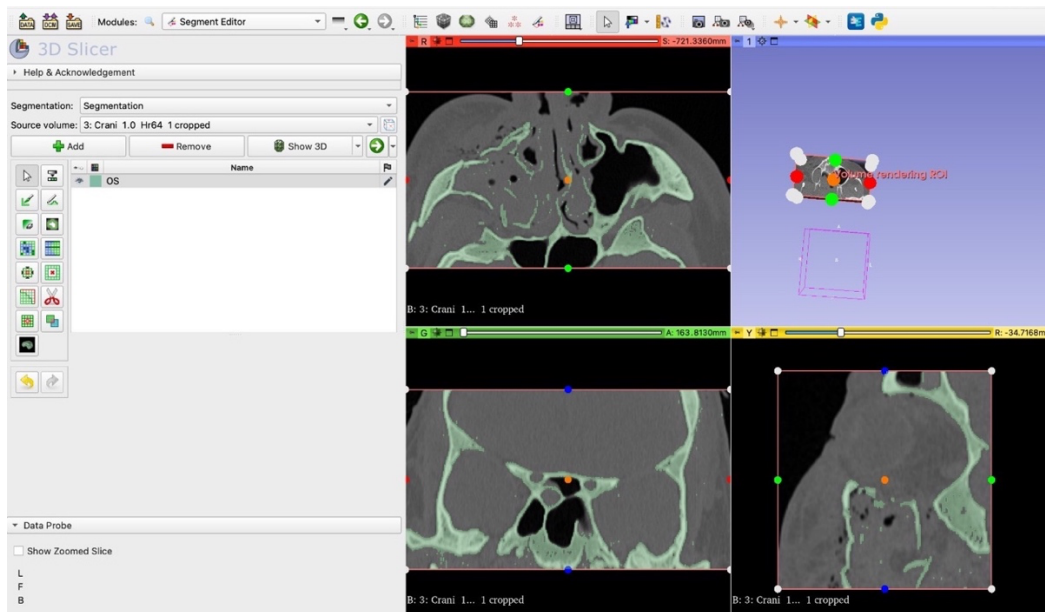 DATA DCM SAVE Modules: Segment Editor
3D Slicer
Help & Acknowledgement
Segmentation: Segmentation
Source volume: 3: Crani 1.0 Hr64 1 cropped
Add Remove Show 3D
Name
OS
Data Probe
Show Zoomed Slice
L
F
B
R S: -721.3360mm
B: 3: Crani 1... 1 cropped
1
Volume rendering ROI
G A: 163.8130mm
B: 3: Crani 1... 1 cropped
Y R: -34.7168m
B: 3: Crani 1... 1 cropped